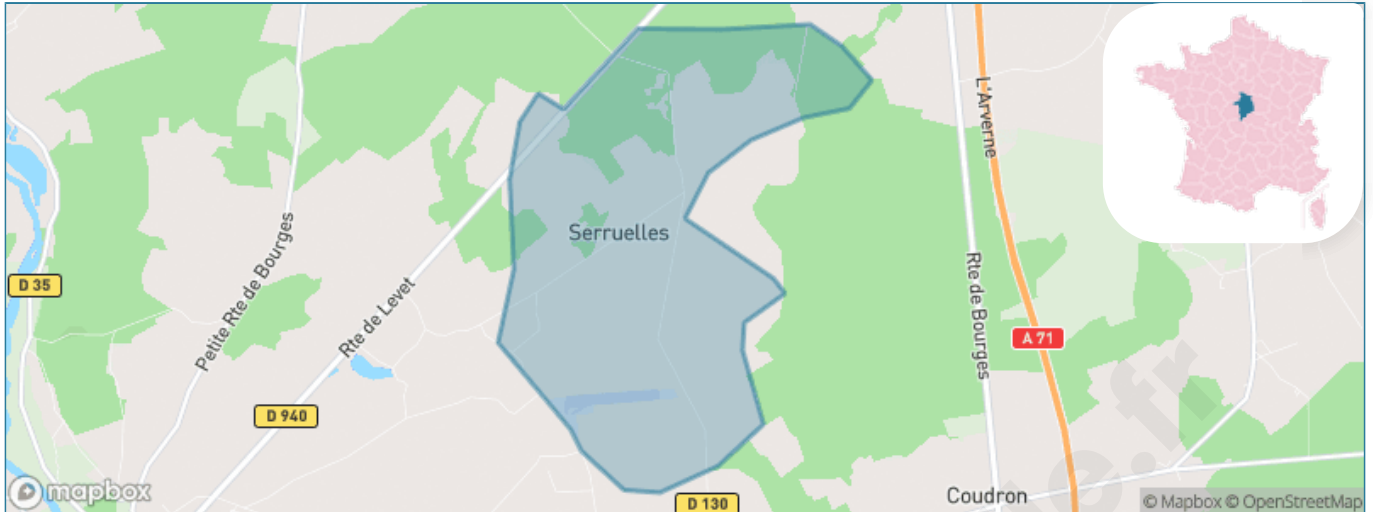 L'Arverne
Serruelles
D 35
Petite Rte de Bourges
Rte de Levet
Rte de Bourges
A 71
D 940
mapbox
D 130
Coudron
© Mapbox © OpenStreetMap
e.fr